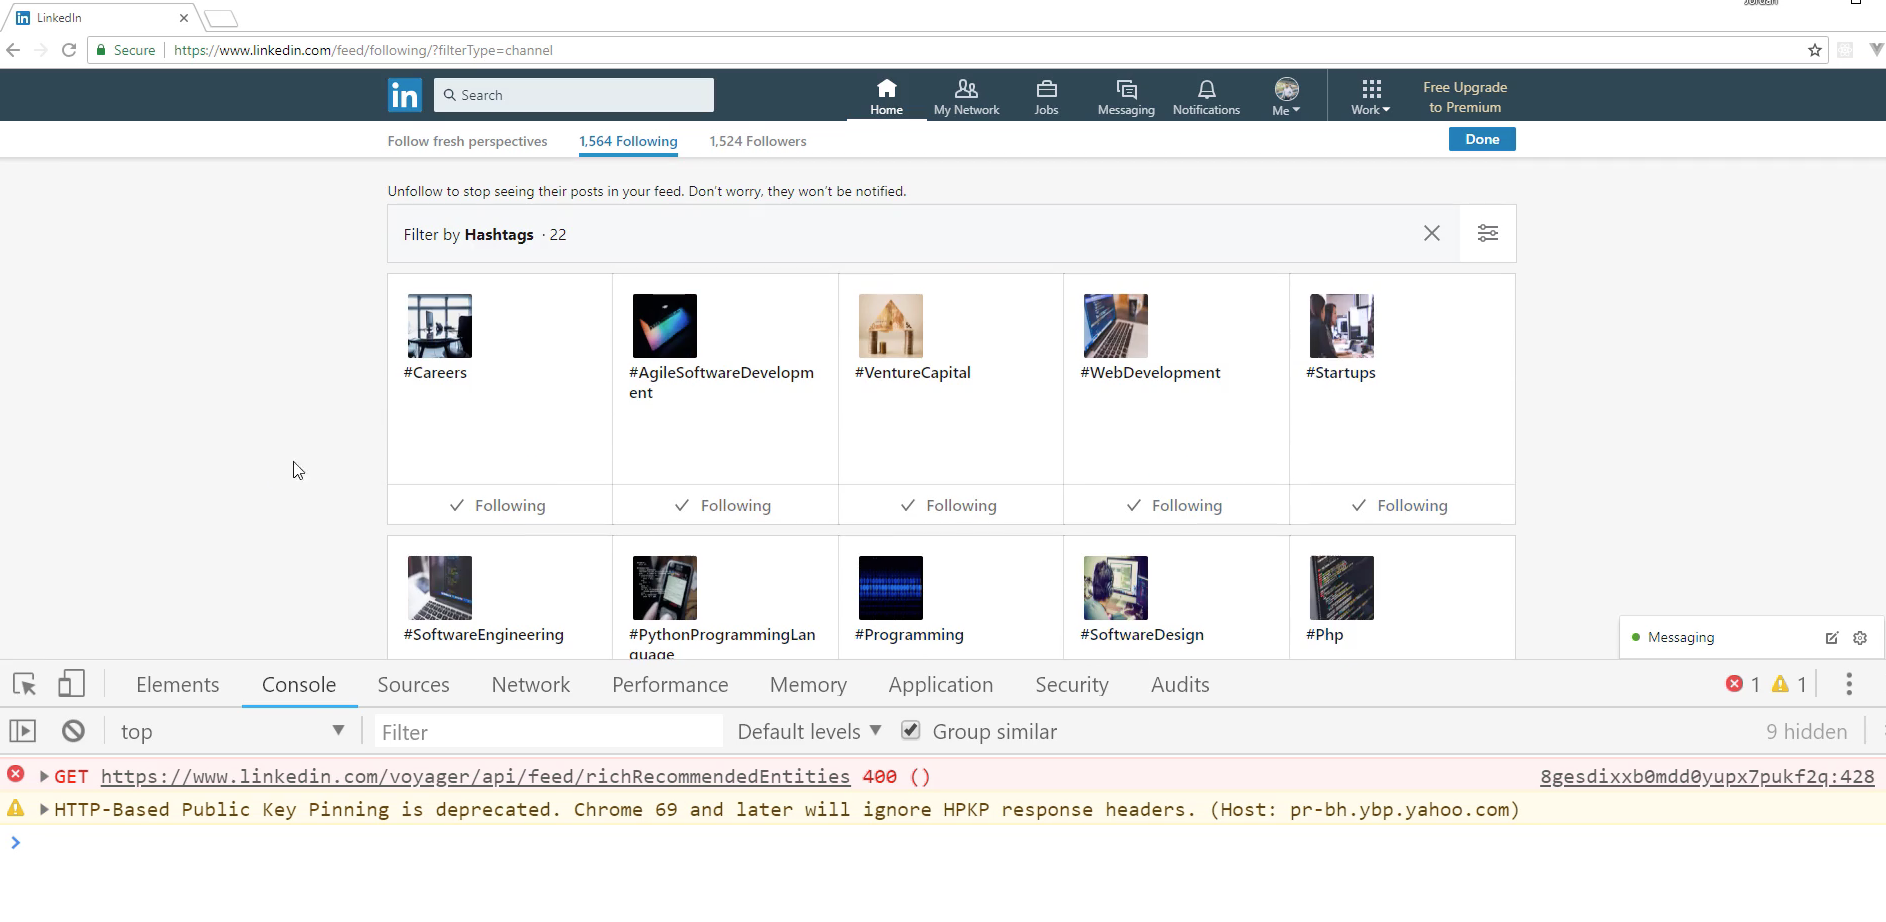 LinkedIn
Secure https://www.linkedin.com/feed/following/?filterType=channel
in Search Home My Network Jobs Messaging Notifications Me Work Free Upgrade
to Premium
Follow fresh perspectives 1,564 Following 1,524 Followers Done
Unfollow to stop seeing their posts in your feed. Don't worry, they won't be notified.
Filter by Hashtags · 22
#Careers #AgileSoftwareDevelopm #VentureCapital #WebDevelopment #Startups
ent
Following Following Following Following Following
#SoftwareEngineering #PythonProgrammingLan #Programming #SoftwareDesign #Php
guage
Messaging
Elements Console Sources Network Performance Memory Application Security Audits 1 1
top Filter Default levels Group similar 9 hidden
GET https://www.linkedin.com/voyager/api/feed/richRecommendedEntities 400 () 8gesdixxb0mdd0yupx7pukf2q:428
HTTP-Based Public Key Pinning is deprecated. Chrome 69 and later will ignore HPKP response headers. (Host: pr-bh.ybp.yahoo.com)